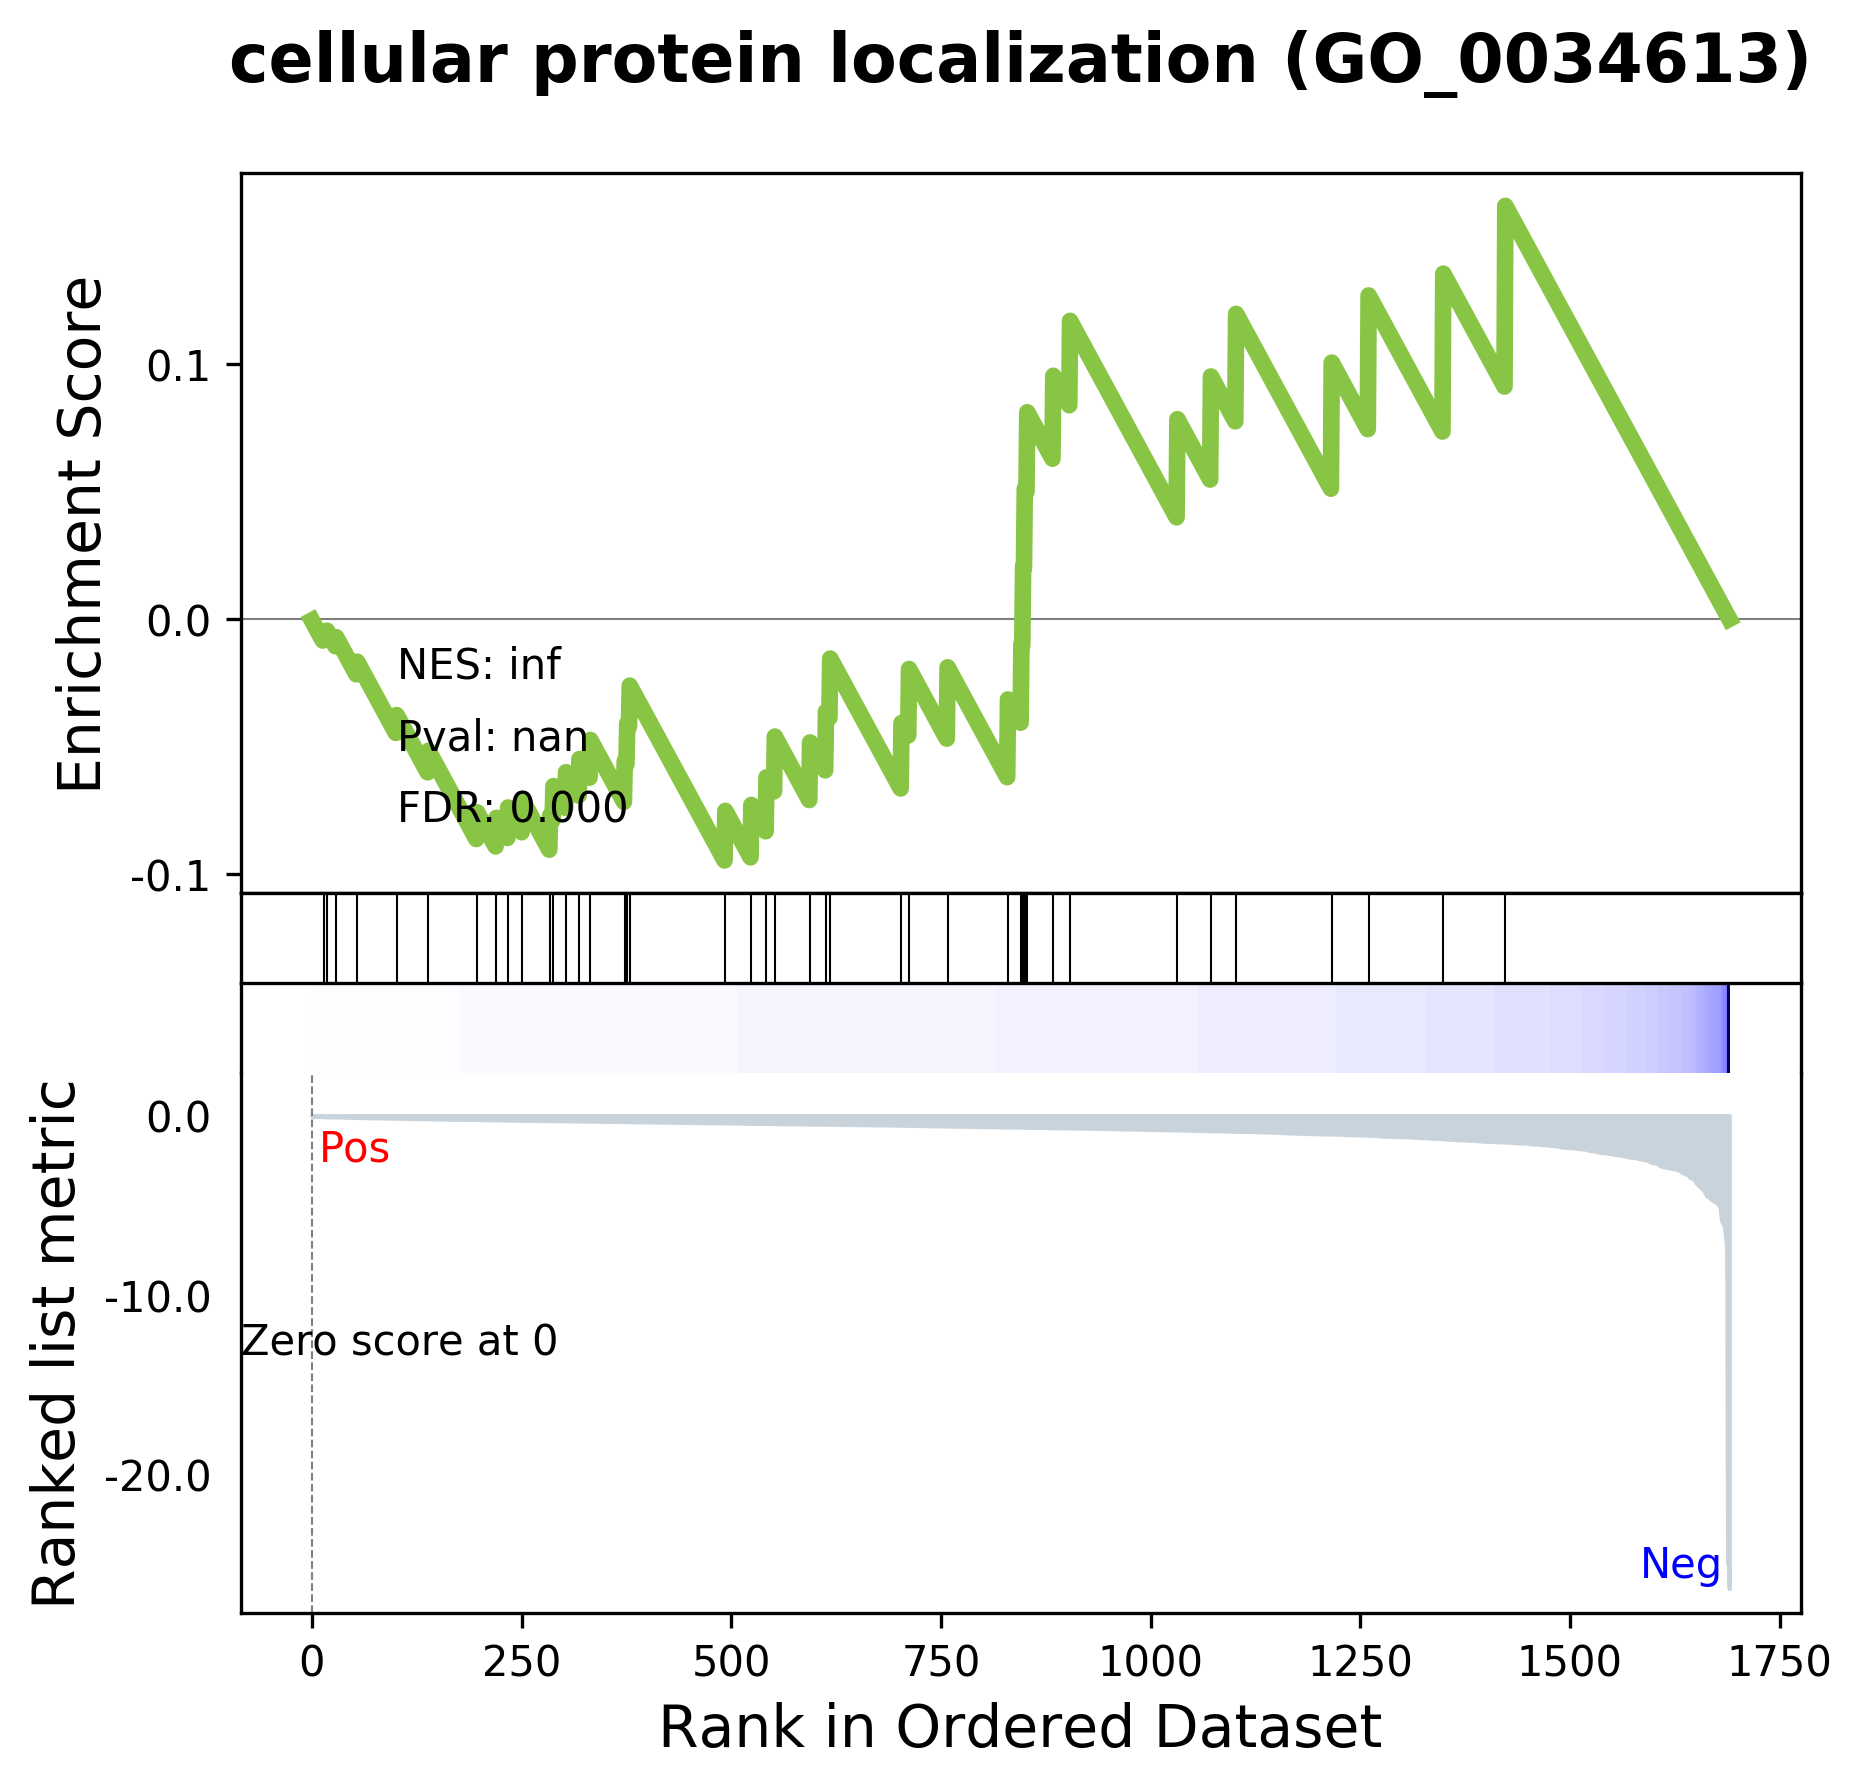 cellular protein localization (GO_0034613)
Enrichment Score
0.1
0.0
-0.1
NES: inf
Pval: nan
FDR: 0.000
Ranked list metric
0.0
-10.0
-20.0
Pos
Zero score at 0
Neg
0 250 500 750 1000 1250 1500 1750
Rank in Ordered Dataset